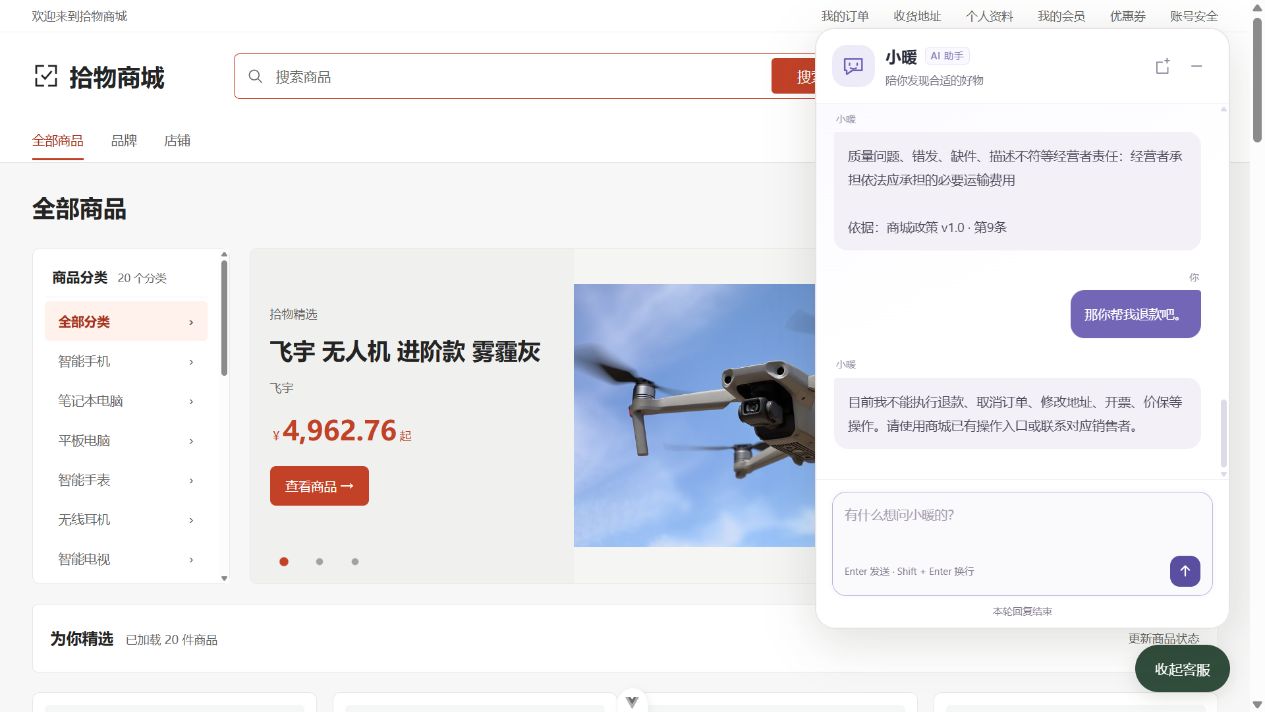 欢迎来到拾物商城
我的订单 收货地址 个人资料 我的会员 优惠券 账号安全
拾物商城
搜索商品
搜
全部商品 品牌 店铺
全部商品
商品分类 20 个分类
全部分类
智能手机
笔记本电脑
平板电脑
智能手表
无线耳机
智能电视
拾物精选
飞宇 无人机 进阶款 雾霾灰
飞宇
¥4,962.76起
查看商品 →
为你精选 已加载 20 件商品
更新商品状态
小暖 AI 助手
陪你发现合适的好物
小暖
质量问题、错发、缺件、描述不符等经营者责任：经营者承
担依法应承担的必要运输费用
依据：商城政策 v1.0 · 第9条
你
那你帮我退款吧。
小暖
目前我不能执行退款、取消订单、修改地址、开票、价保等
操作。请使用商城已有操作入口或联系对应销售者。
有什么想问小暖的？
Enter 发送 · Shift + Enter 换行
本轮回复结束
收起客服